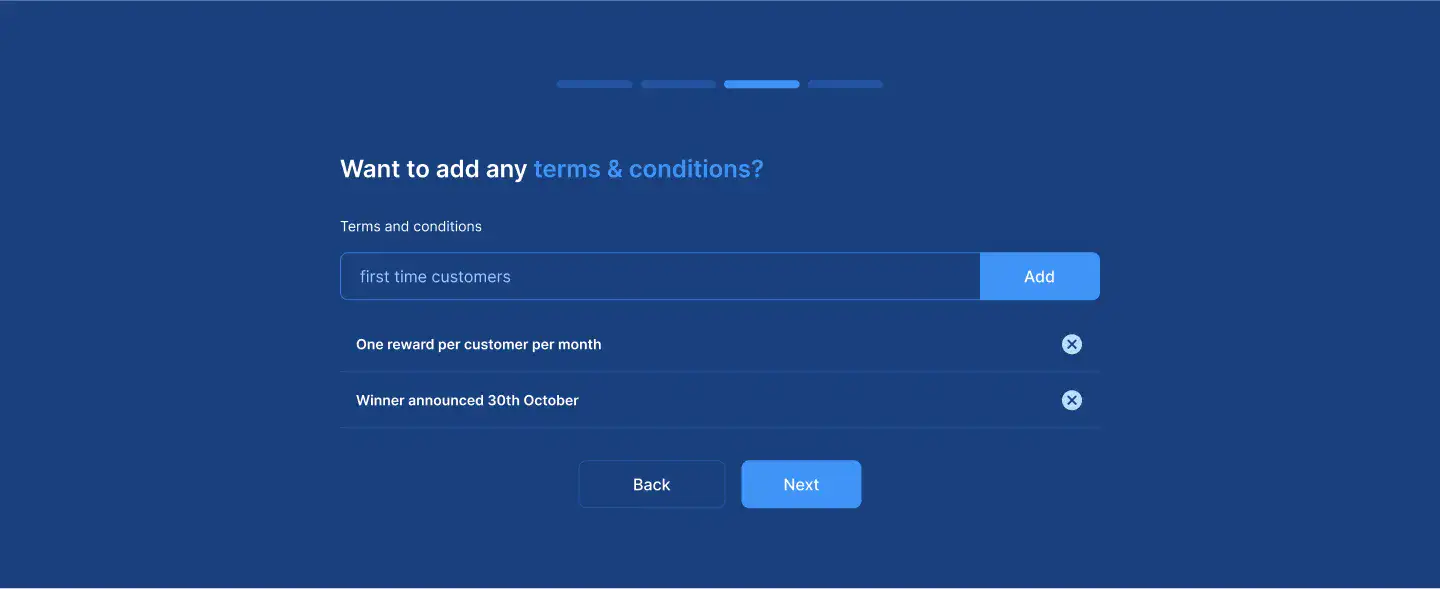 Want to add any terms & conditions?
Terms and conditions
first time customers
Add
One reward per customer per month
Winner announced 30th October
Back
Next